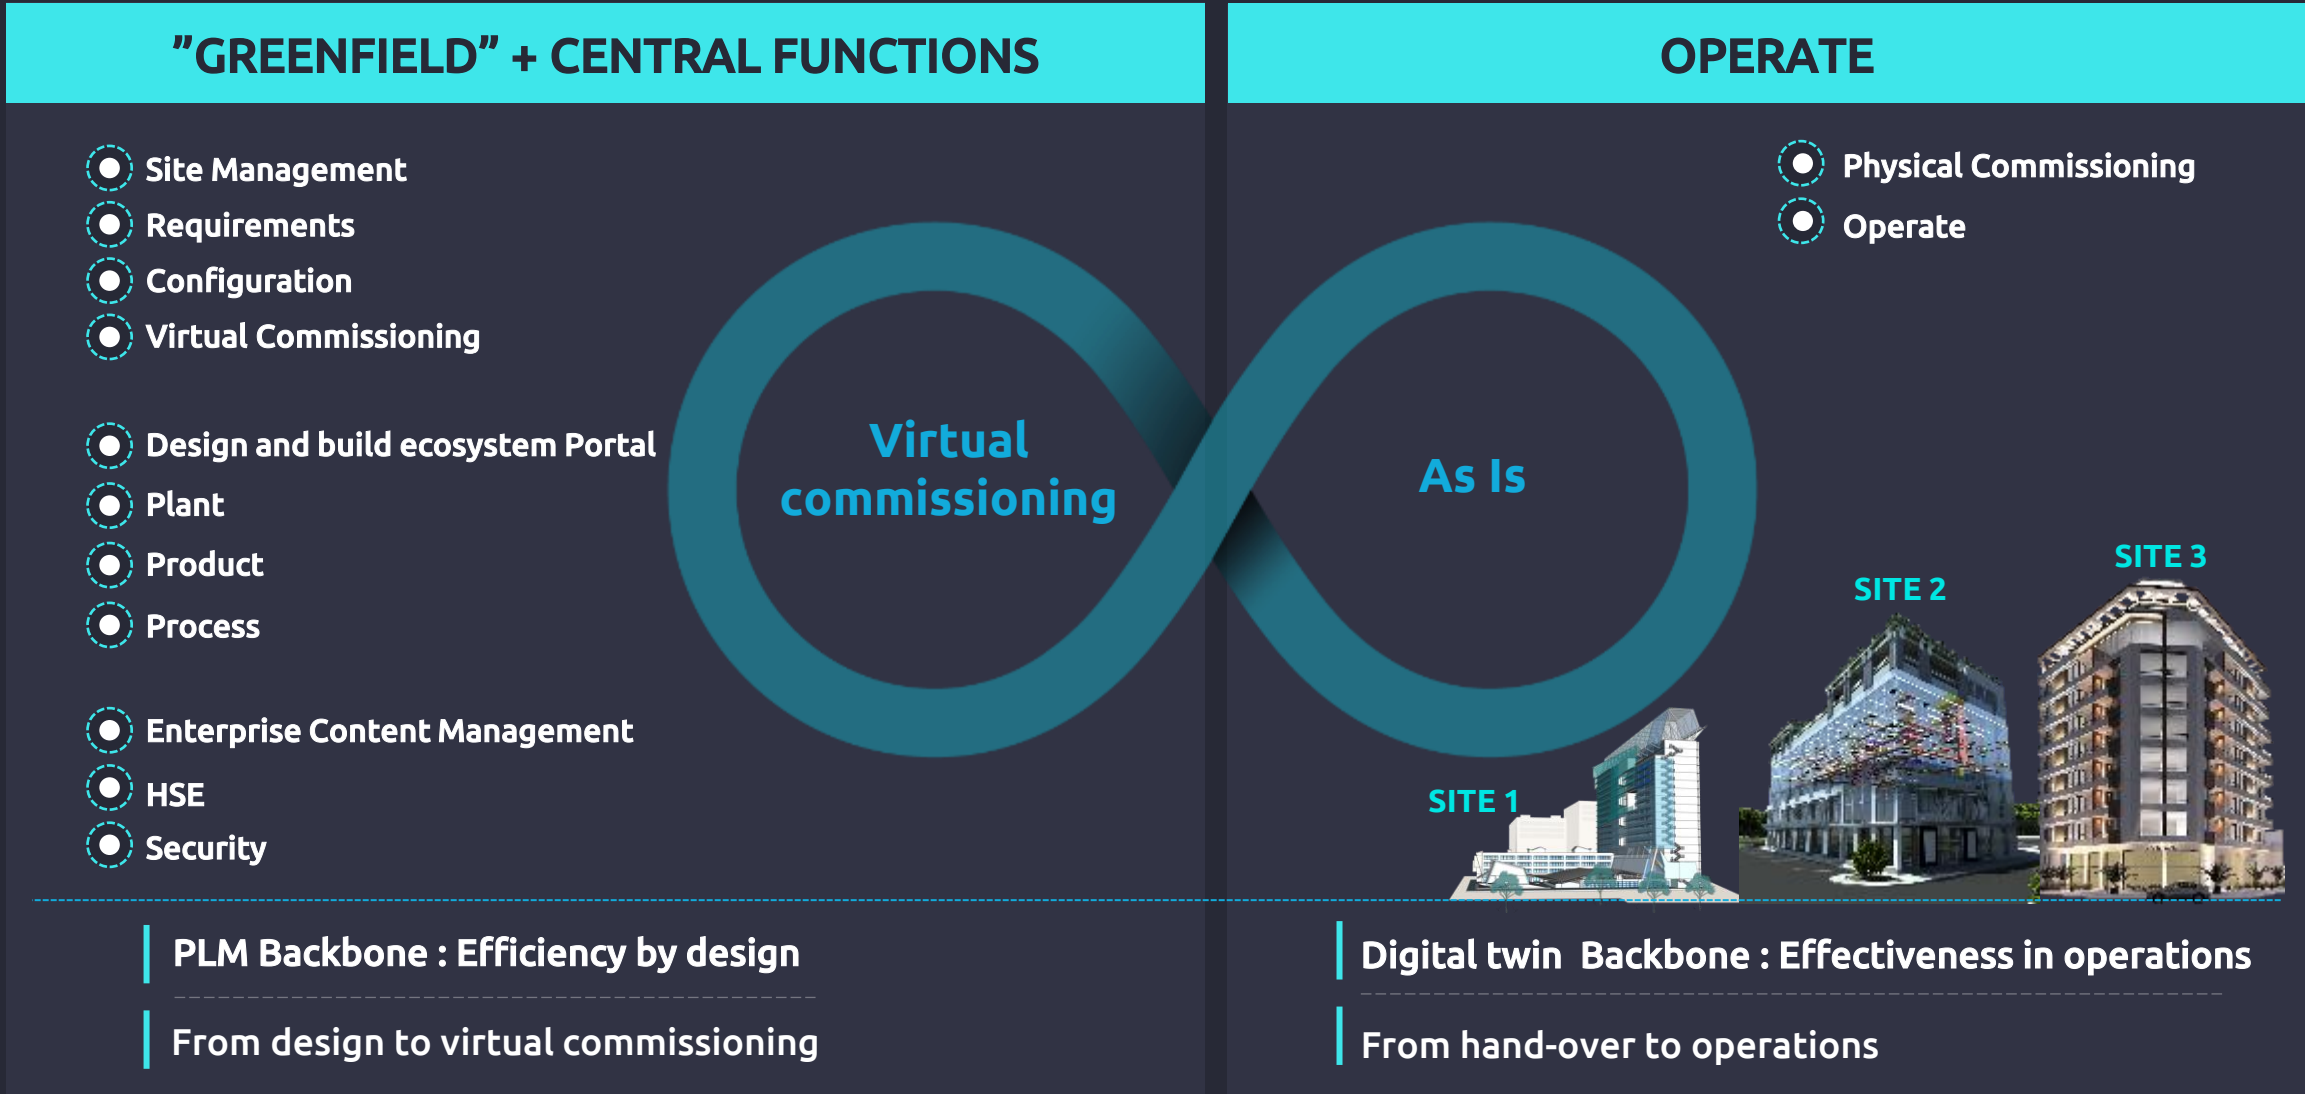 ”GREENFIELD” + CENTRAL FUNCTIONS
Site Management
Requirements
Configuration
Virtual Commissioning
Design and build ecosystem Portal
Plant
Product
Process
Enterprise Content Management
HSE
Security
Virtual
commissioning
PLM Backbone : Efficiency by design
From design to virtual commissioning
OPERATE
Physical Commissioning
Operate
As Is
SITE 1
SITE 2
SITE 3
Digital twin  Backbone : Effectiveness in operations
From hand-over to operations